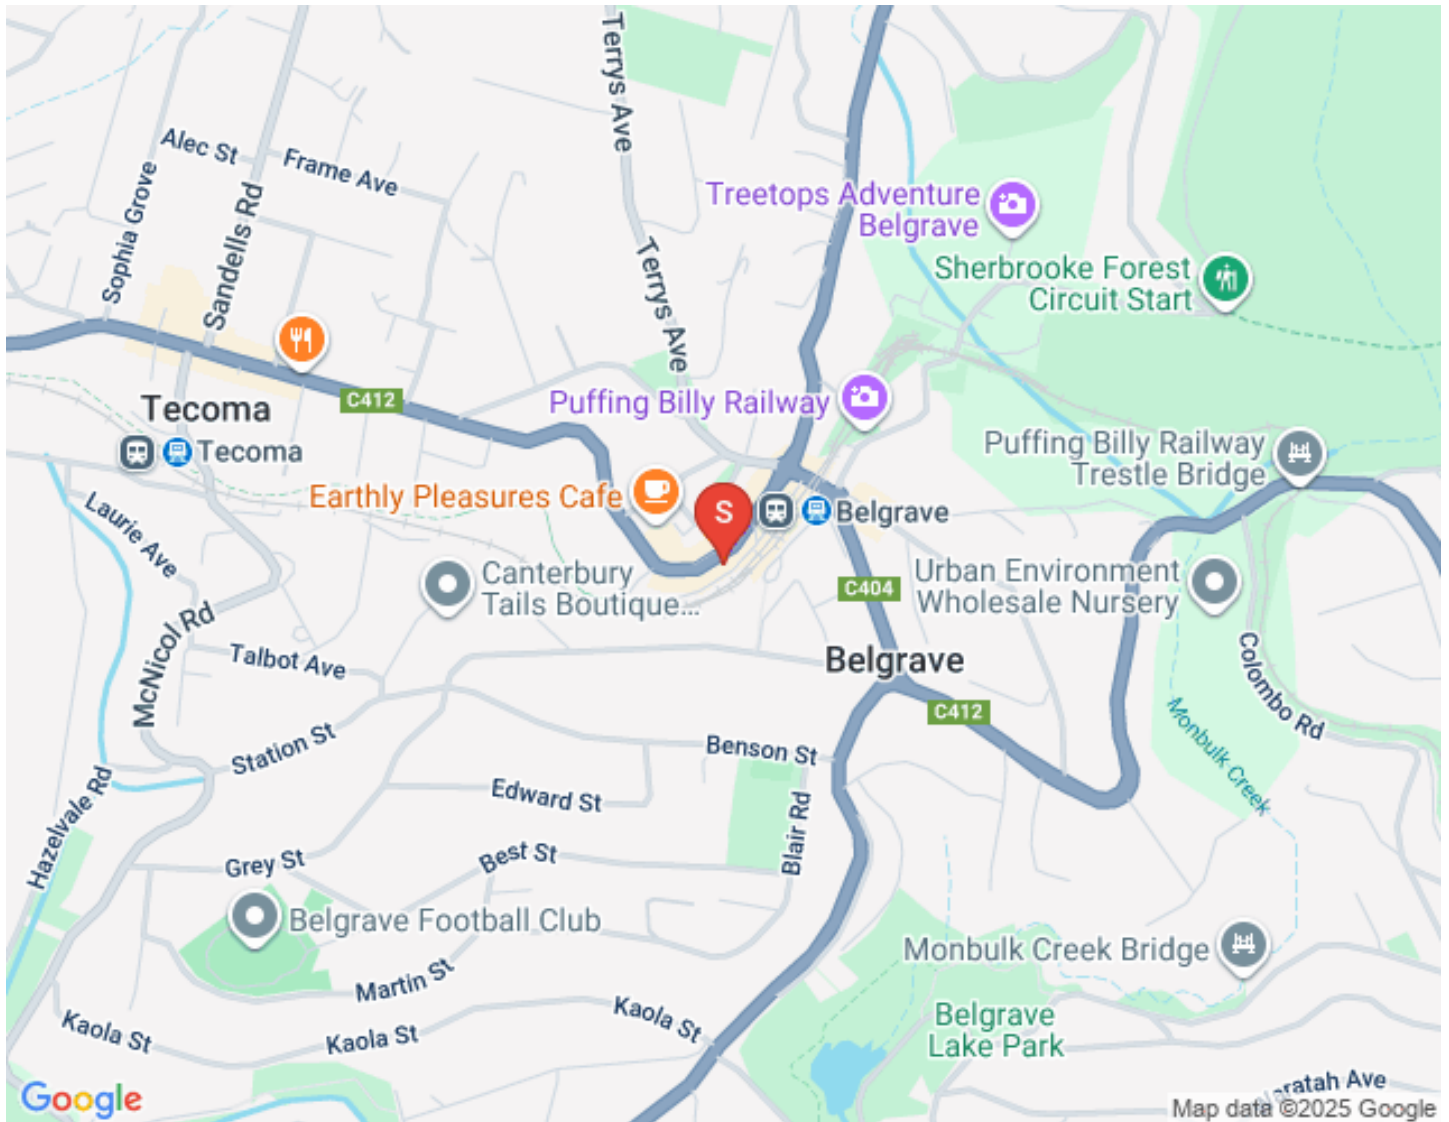 Terrys Ave
Alec St
Frame Ave
Sophia Grove
Sandells Rd
Treetops Adventure
Belgrave
Terrys Ave
Sherbrooke Forest
Circuit Start
C412
Tecoma
Puffing Billy Railway
Tecoma
Puffing Billy Railway
Trestle Bridge
Earthly Pleasures Cafe
S
Belgrave
Laurie Ave
Canterbury
Tails Boutique...
C404
Urban Environment
Wholesale Nursery
McNicol Rd
Talbot Ave
Belgrave
Colombo Rd
C412
Station St
Benson St
Monbulk Creek
Hazelvale Rd
Edward St
Blair Rd
Grey St
Best St
Belgrave Football Club
Monbulk Creek Bridge
Martin St
Kaola St
Kaola St
Kaola St
Belgrave
Lake Park
Google
Map data ©2025 Google